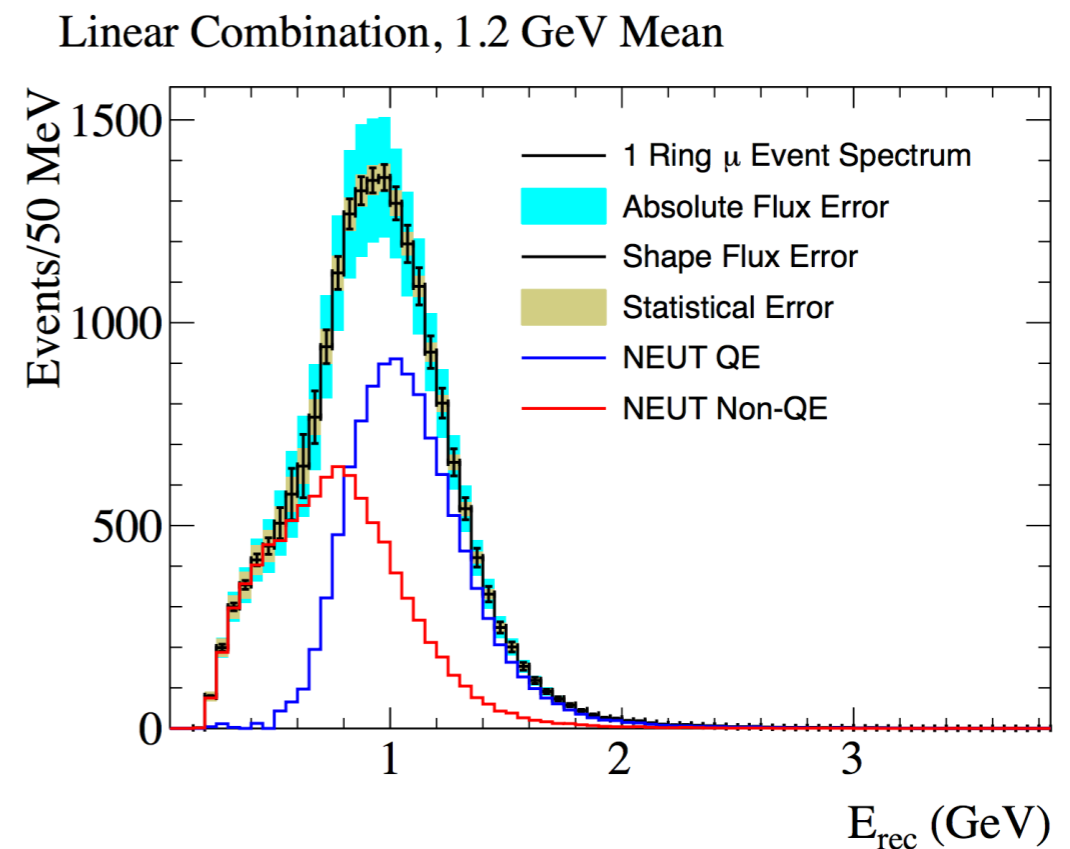 Linear Combination, 1.2 GeV Mean
Events/50 MeV
1500
1000
500
0
1 Ring μ Event Spectrum
Absolute Flux Error
Shape Flux Error
Statistical Error
NEUT QE
NEUT Non-QE
1 2 3
E_rec (GeV)